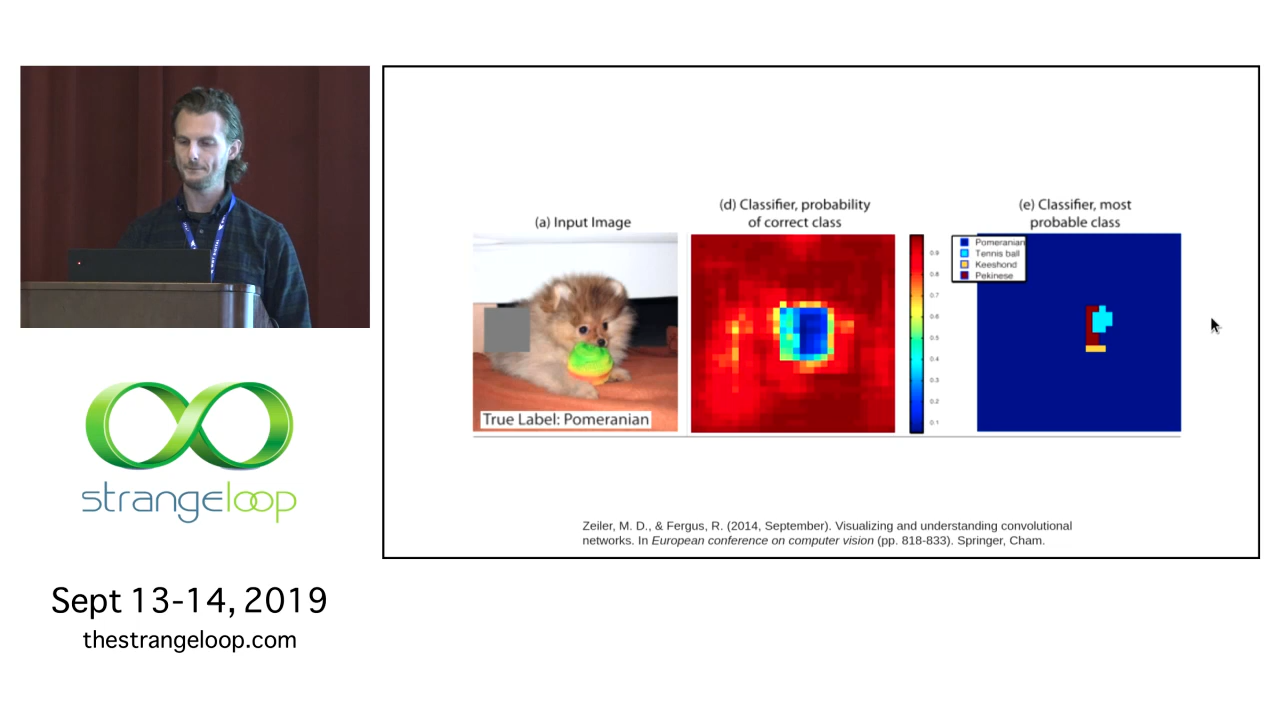 (a) Input Image
(d) Classifier, probability
of correct class
(e) Classifier, most
probable class
True Label: Pomeranian
0.9
0.8
0.7
0.6
0.5
0.4
0.3
0.2
0.1
Pomeranian
Tennis ball
Keeshond
Pekinese
Zeiler, M. D., & Fergus, R. (2014, September). Visualizing and understanding convolutional
networks. In European conference on computer vision (pp. 818-833). Springer, Cham.
strangeloop
Sept 13-14, 2019
thestrangeloop.com